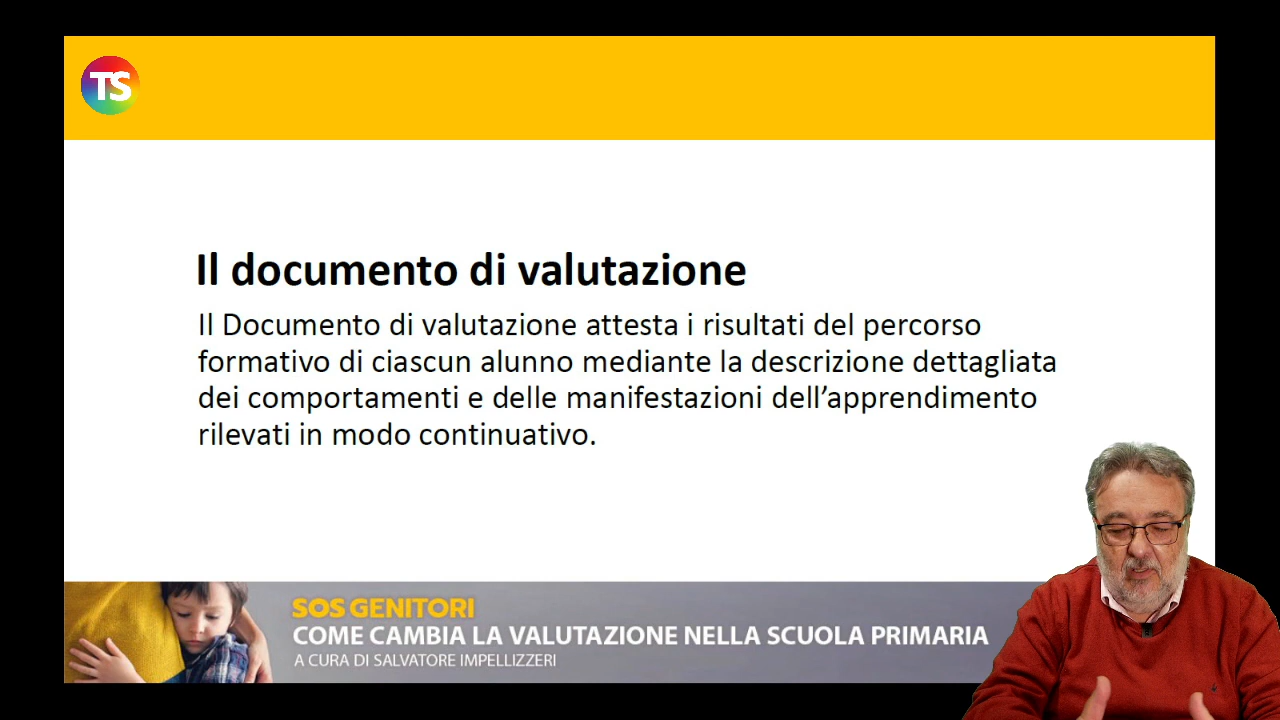 TS
Il documento di valutazione
Il Documento di valutazione attesta i risultati del percorso
formativo di ciascun alunno mediante la descrizione dettagliata
dei comportamenti e delle manifestazioni dell’apprendimento
rilevati in modo continuativo.
SOS GENITORI
COME CAMBIA LA VALUTAZIONE NELLA SCUOLA PRIMARIA
A CURA DI SALVATORE IMPELLIZZERI